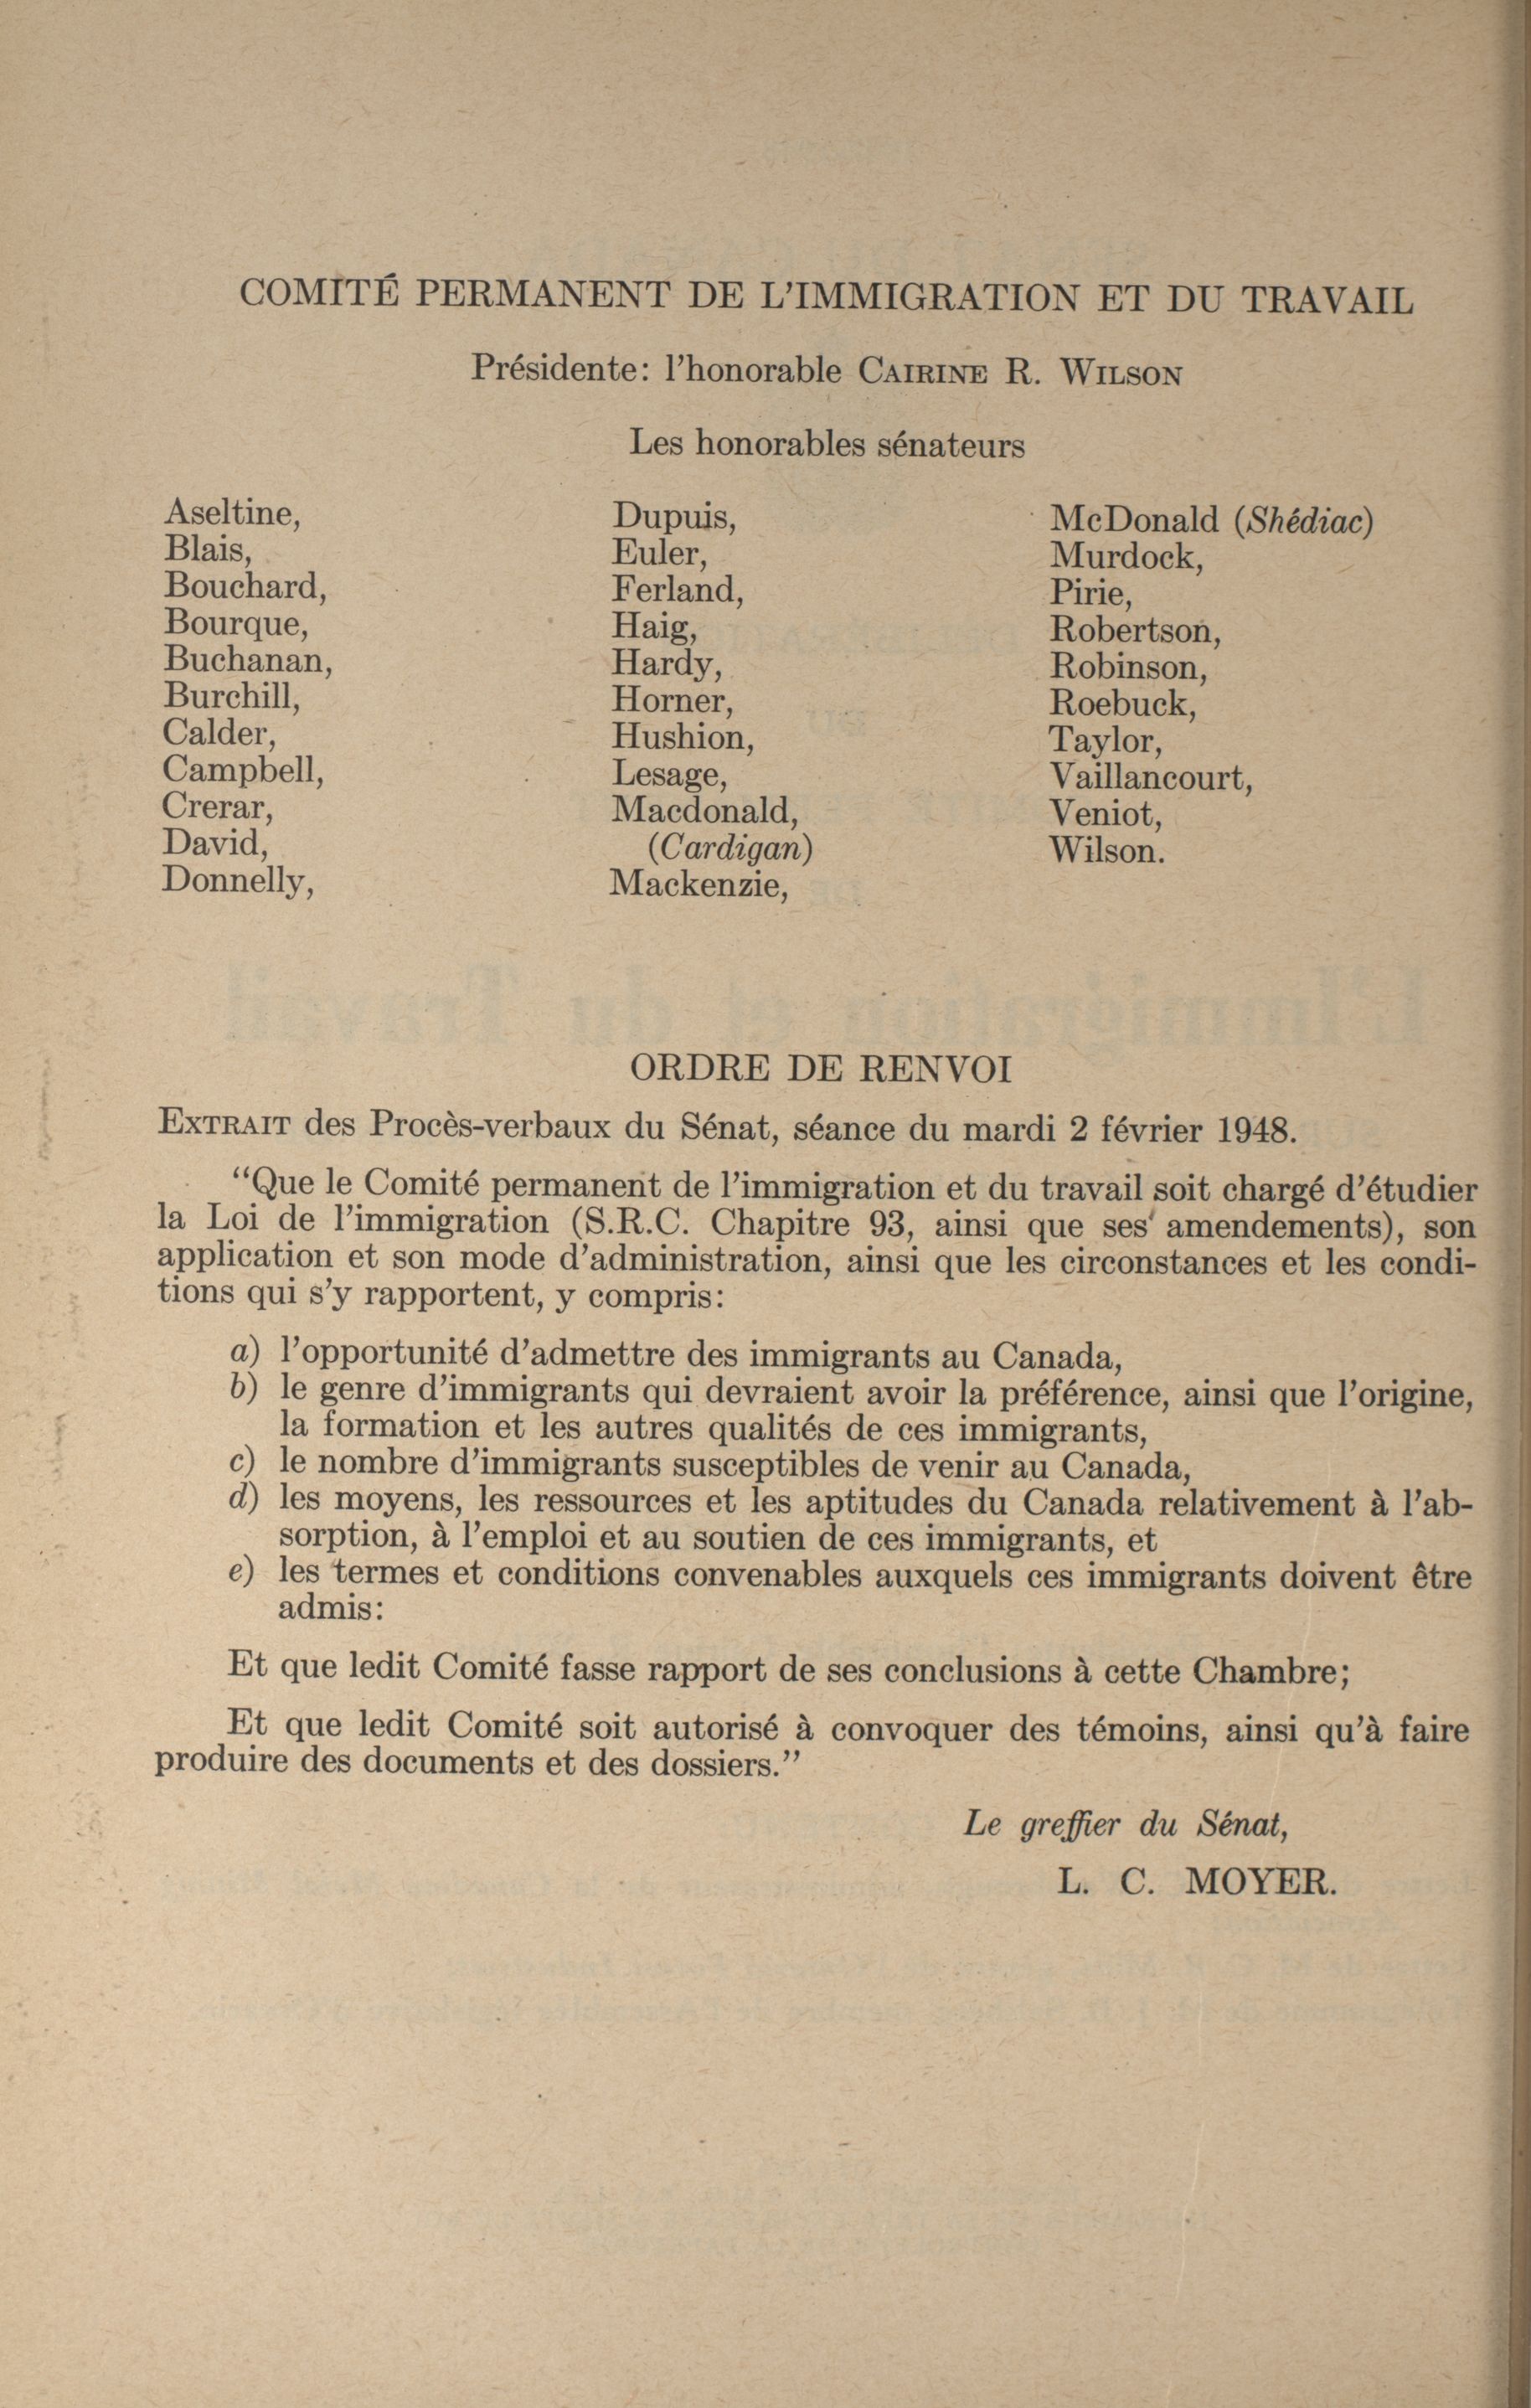 COMITÉ PERMANENT DE L'IMMIGRATION ET DU TRAVAIL
Présidente: l'honorable CAIRINE R. WILSON
Les honorables sénateurs
Aseltine,
Blais,
Bouchard,
Bourque,
Buchanan,
Burchill,
Calder,
Campbell,
Crerar,
David,
Donnelly,
Dupuis,
Euler,
Ferland,
Haig,
Hardy,
Horner,
Hushion,
Lesage,
Macdonald,
(Cardigan)
Mackenzie,
McDonald (Shédiac)
Murdock,
Pirie,
Robertson,
Robinson,
Roebuck,
Taylor,
Vaillancourt,
Veniot,
Wilson.
ORDRE DE RENVOI
EXTRAIT des Procès-verbaux du Sénat, séance du mardi 2 février 1948.
“Que le Comité permanent de l'immigration et du travail soit chargé d'étudier
la Loi de l'immigration (S.R.C. Chapitre 93, ainsi que ses amendements), son
application et son mode d'administration, ainsi que les circonstances et les condi-
tions qui s'y rapportent, y compris:
a) l'opportunité d'admettre des immigrants au Canada,
b) le genre d'immigrants qui devraient avoir la préférence, ainsi que l'origine,
la formation et les autres qualités de ces immigrants,
c) le nombre d'immigrants susceptibles de venir au Canada,
d) les moyens, les ressources et les aptitudes du Canada relativement à l'ab-
sorption, à l'emploi et au soutien de ces immigrants, et
e) les termes et conditions convenables auxquels ces immigrants doivent être
admis:
Et que ledit Comité fasse rapport de ses conclusions à cette Chambre;
Et que ledit Comité soit autorisé à convoquer des témoins, ainsi qu'à faire
produire des documents et des dossiers.”
Le greffier du Sénat,
L. C. MOYER.